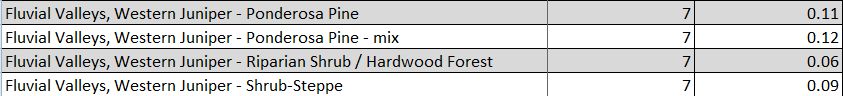 Fluvial Valleys, Western Juniper - Ponderosa Pine 7 0.11
Fluvial Valleys, Western Juniper - Ponderosa Pine - mix 7 0.12
Fluvial Valleys, Western Juniper - Riparian Shrub / Hardwood Forest 7 0.06
Fluvial Valleys, Western Juniper - Shrub-Steppe 7 0.09